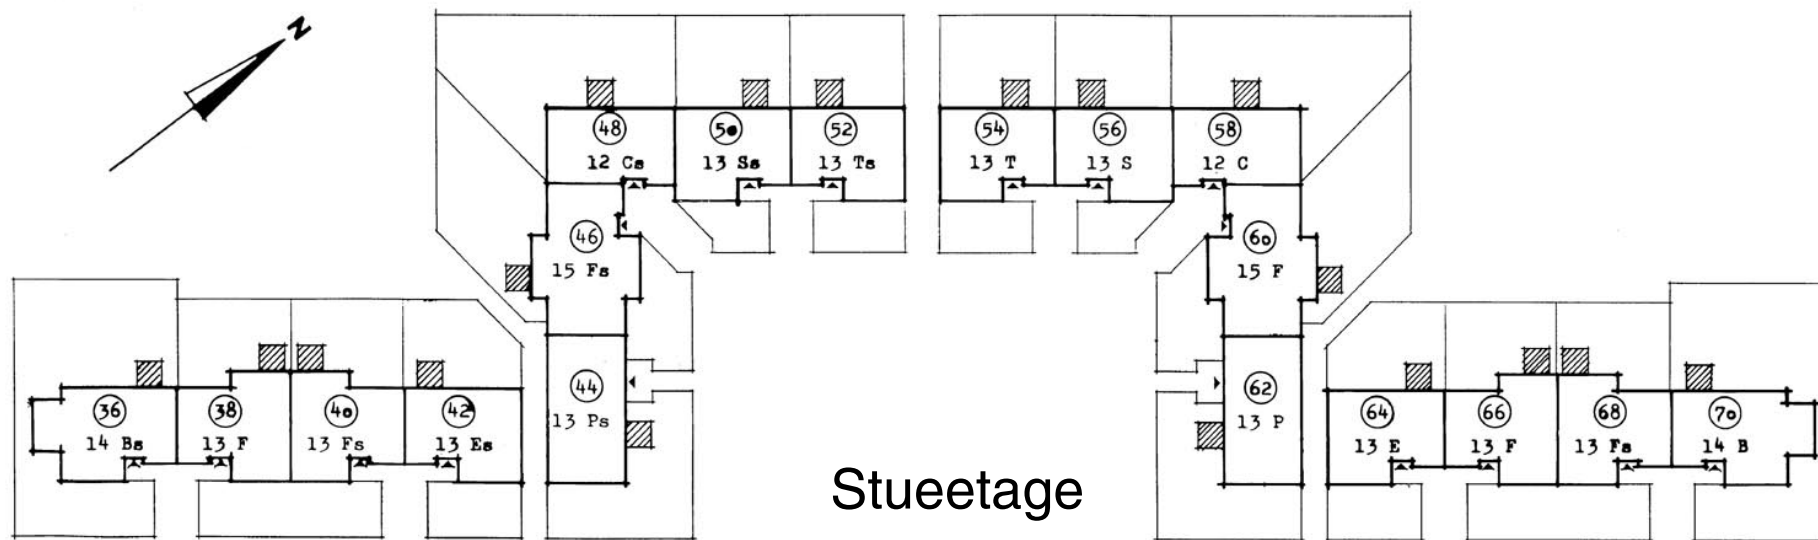 N
48
12 Cs
50
13 Ss
52
13 Ts
54
13 T
56
13 S
58
12 C
46
15 Fs
60
15 F
36
14 Bs
38
13 F
40
13 Fs
42
13 Es
44
13 Ps
62
13 P
64
13 E
66
13 F
68
13 Fs
70
14 B
Stueetage